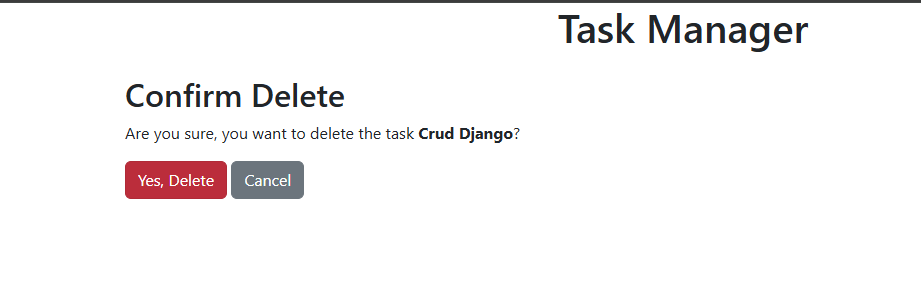 Task Manager
Confirm Delete
Are you sure, you want to delete the task Crud Django?
Yes, Delete
Cancel